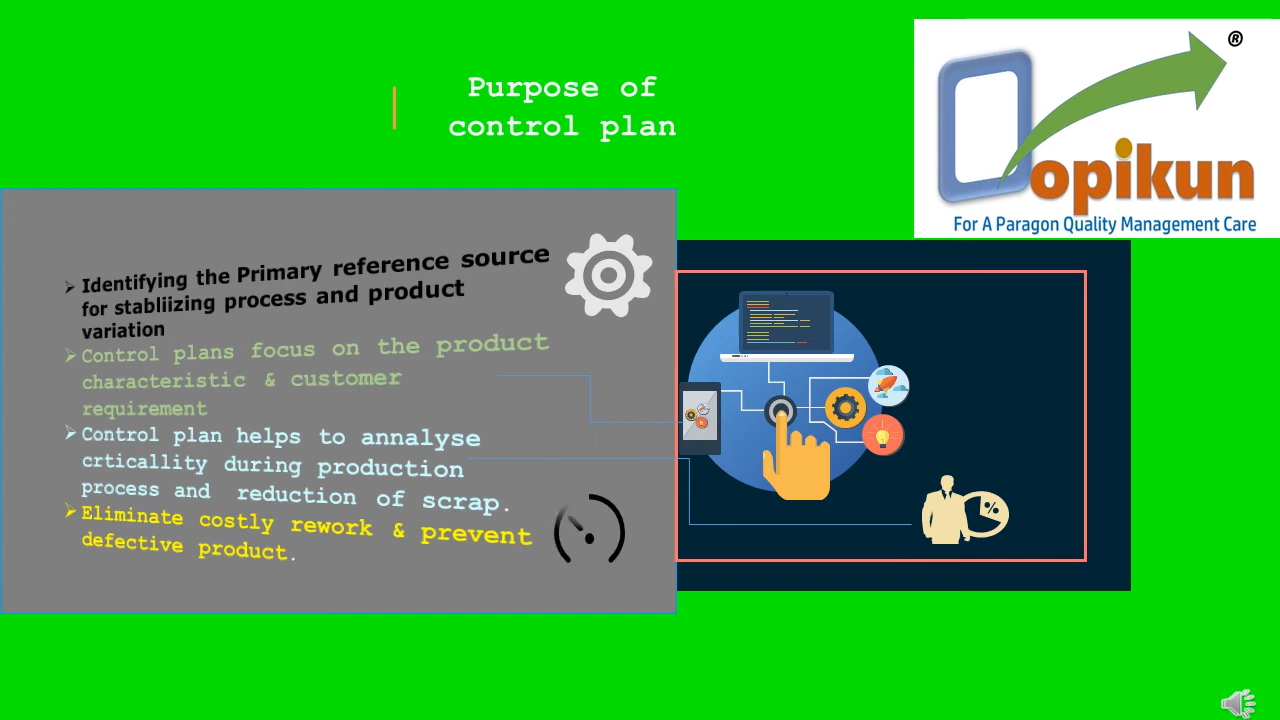 Purpose of
control plan
®
opikun
For A Paragon Quality Management Care
Identifying the Primary reference source
for stabliizing process and product
variation
Control plans focus on the product
characteristic & customer
requirement
Control plan helps to annalyse
crticallity during production
process and reduction of scrap.
Eliminate costly rework & prevent
defective product.
%